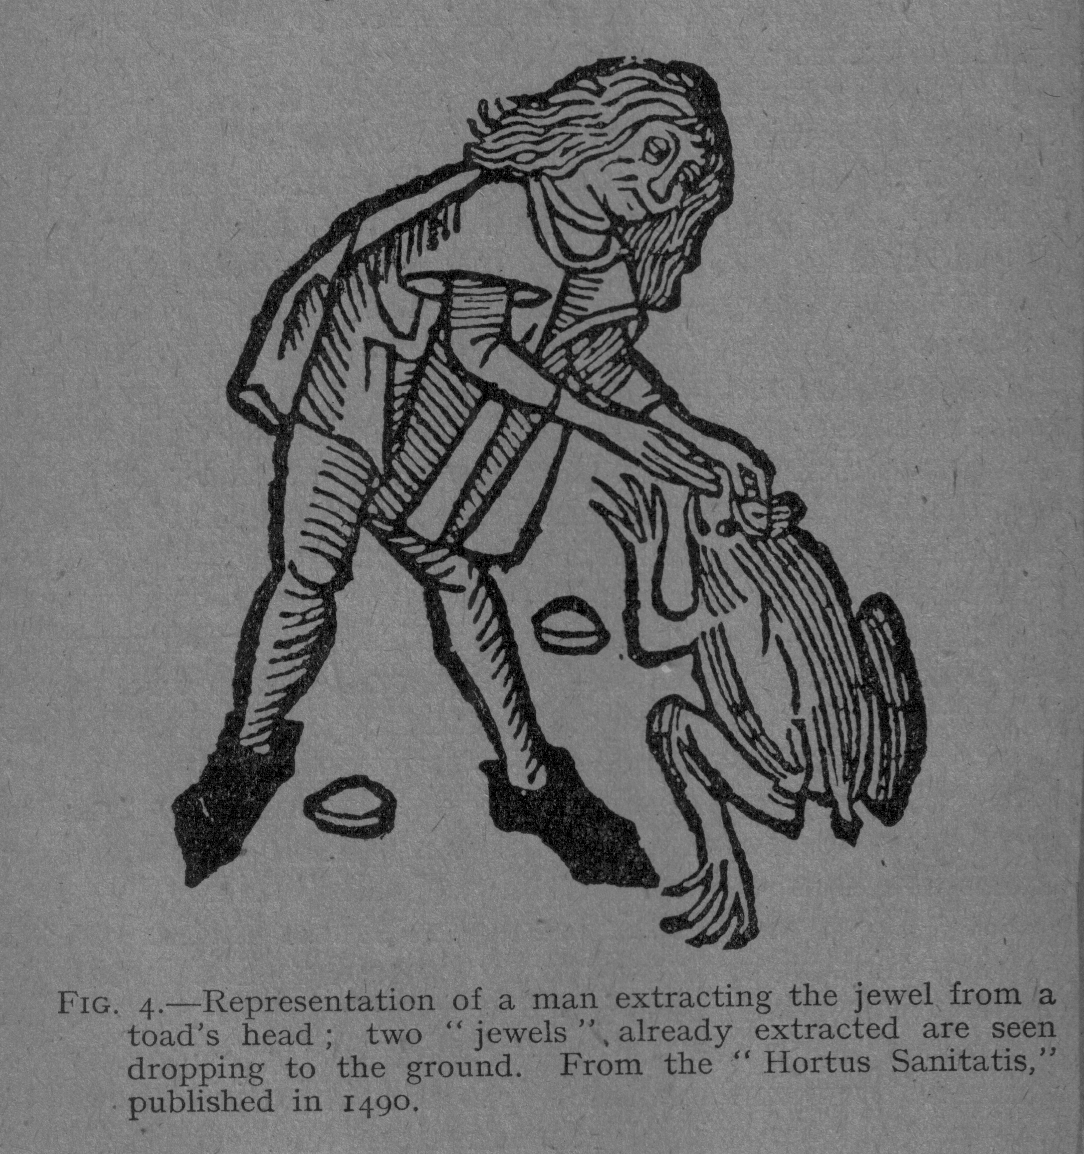 FIG. 4.—Representation of a man extracting the jewel from a
toad's head ; two “ jewels ”, already extracted are seen
dropping to the ground. From the “ Hortus Sanitatis,”
published in 1490.